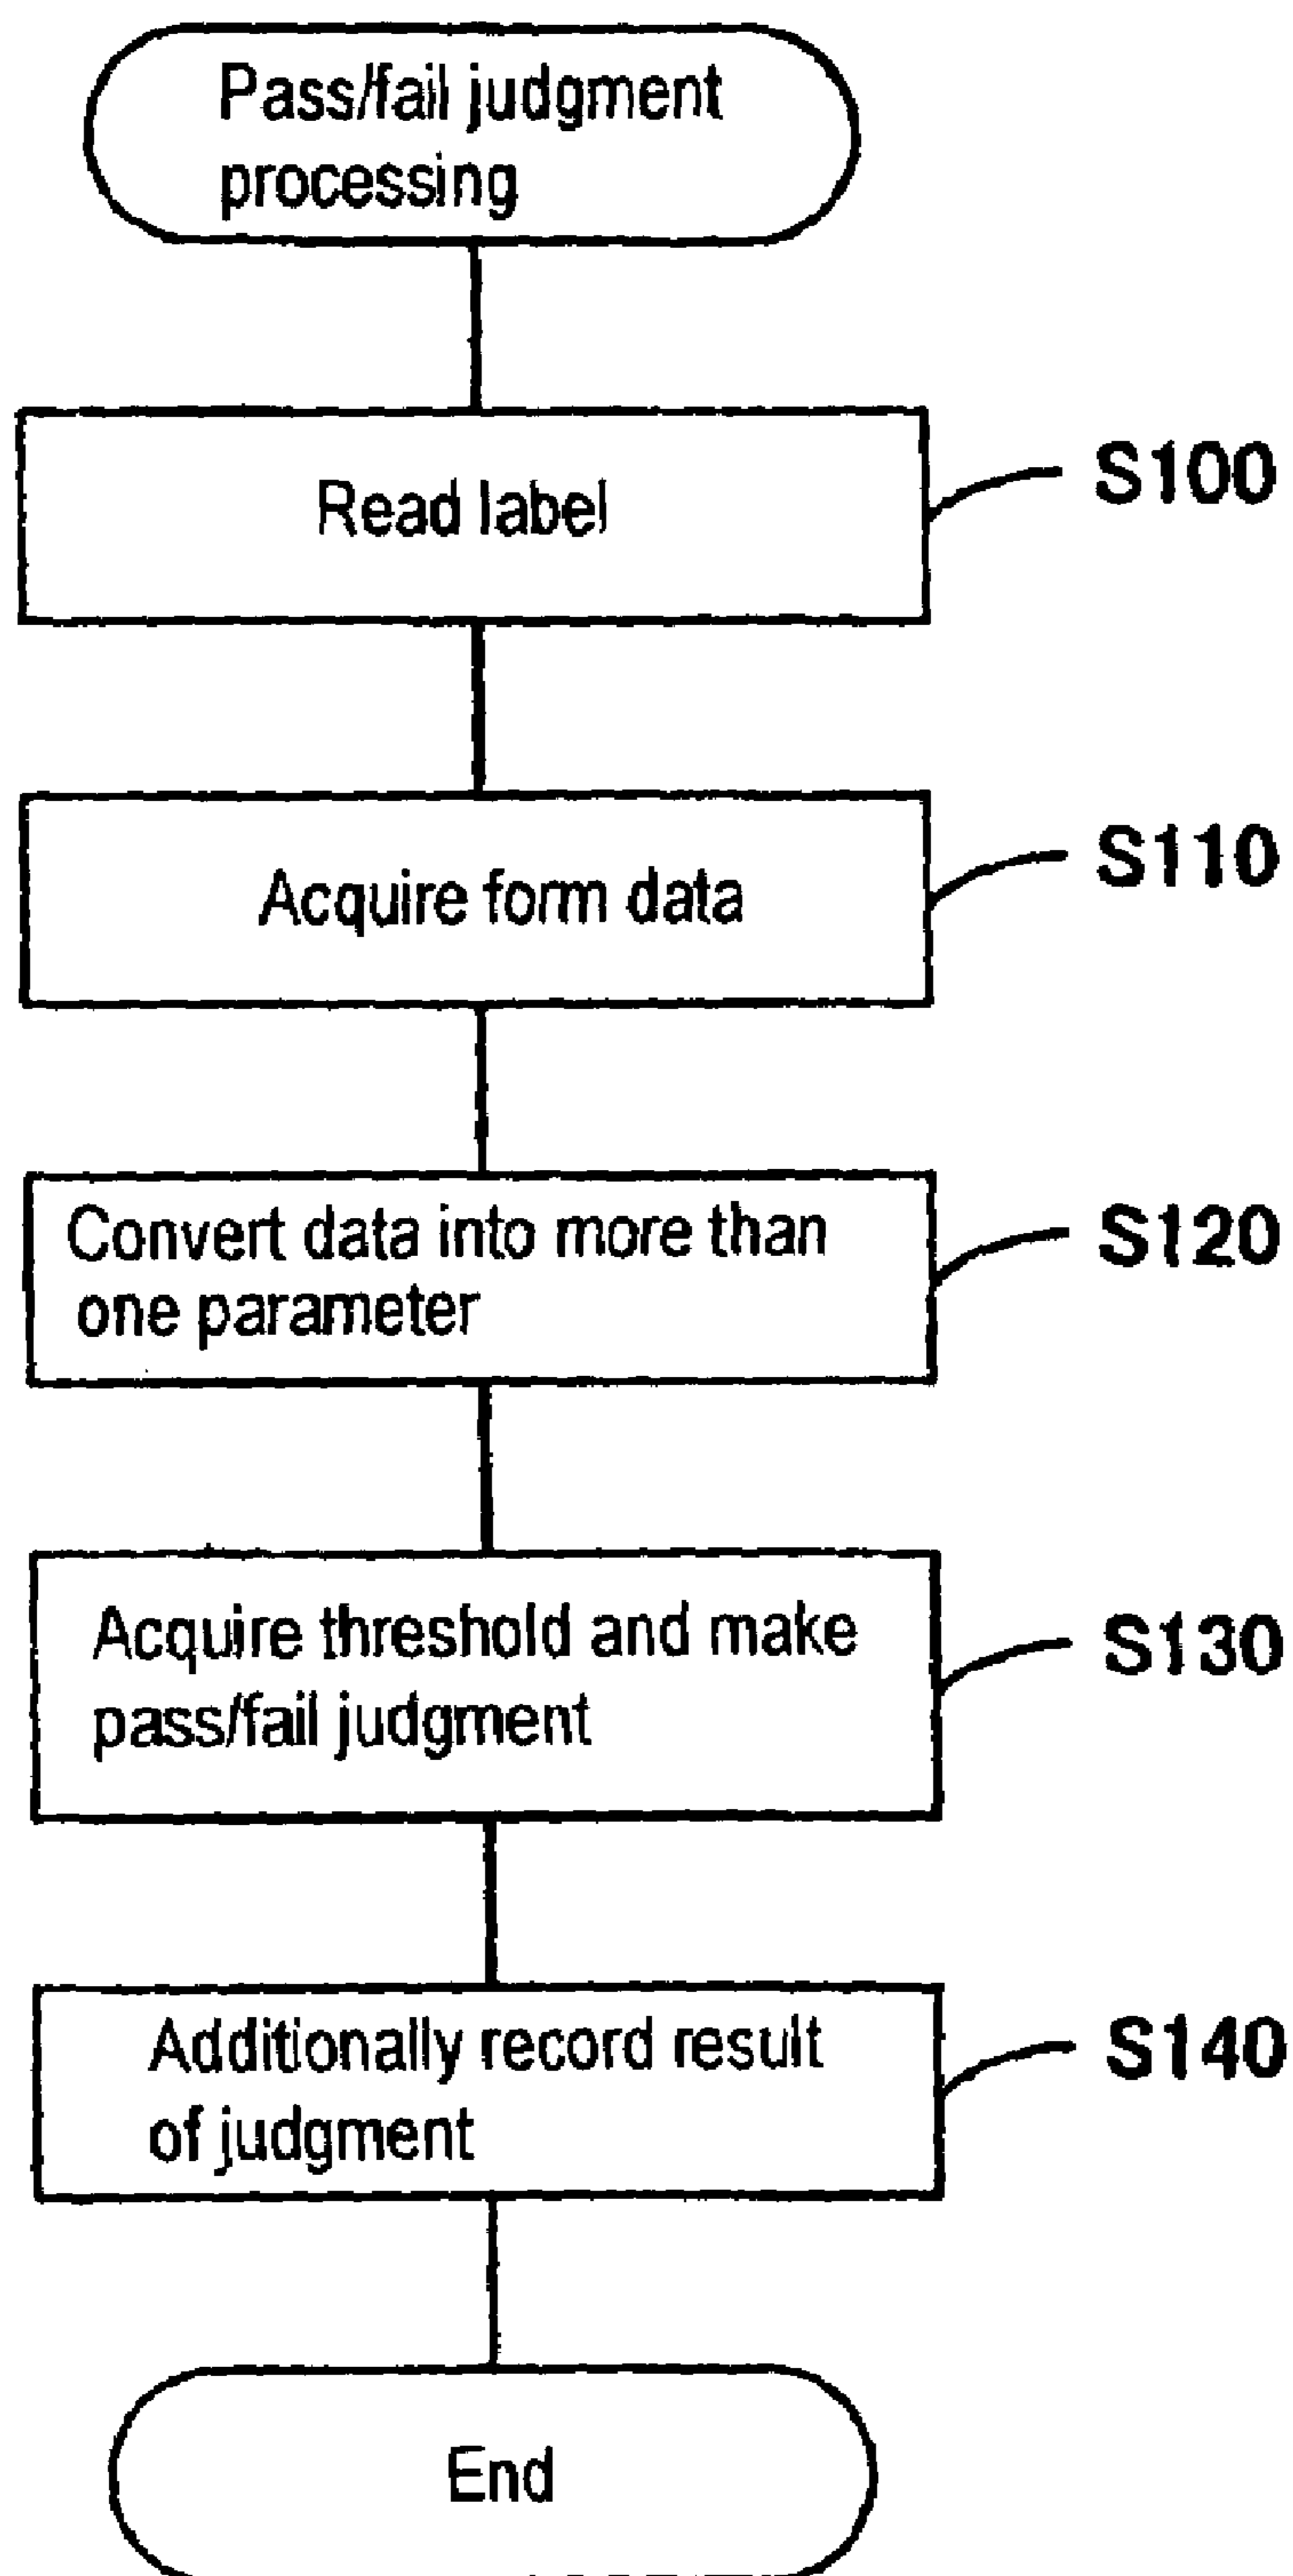 Pass/fail judgment
processing
Read label
S100
Acquire form data
S110
Convert data into more than
one parameter
S120
Acquire threshold and make
pass/fail judgment
S130
Additionally record result
of judgment
S140
End